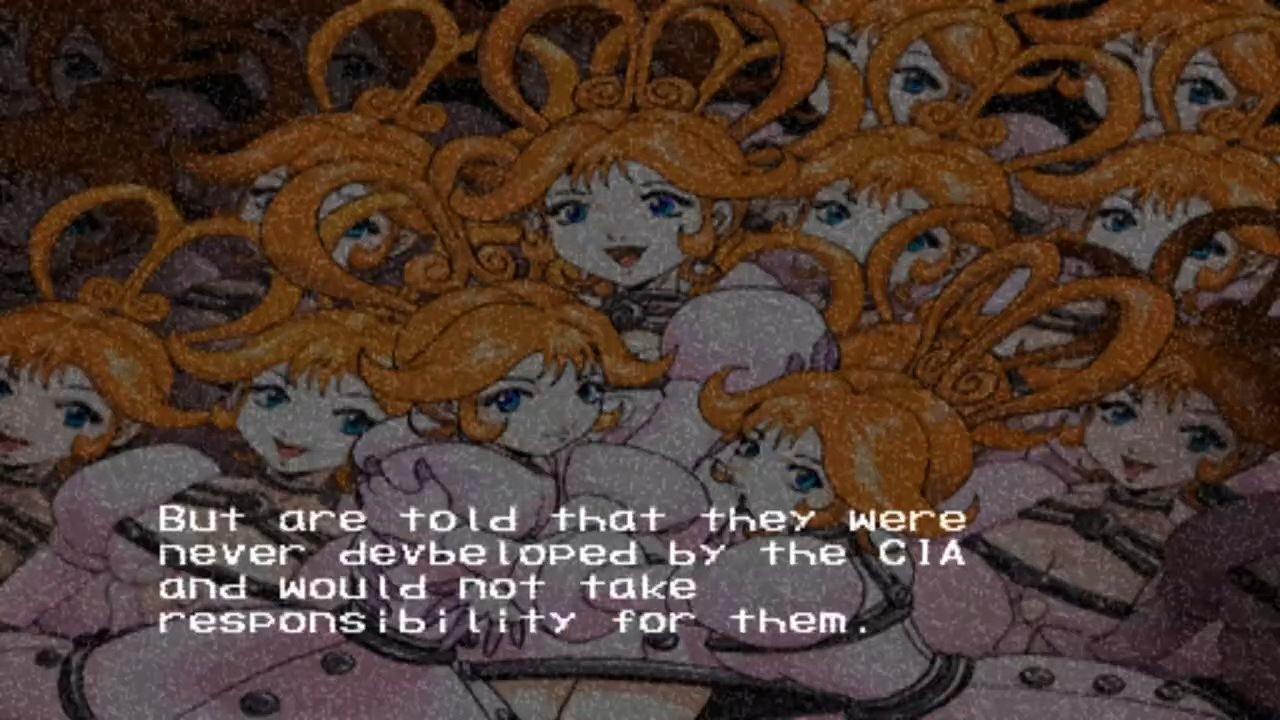 But are told that they were
never devbeloped by the CIA
and would not take
responsibility for them.